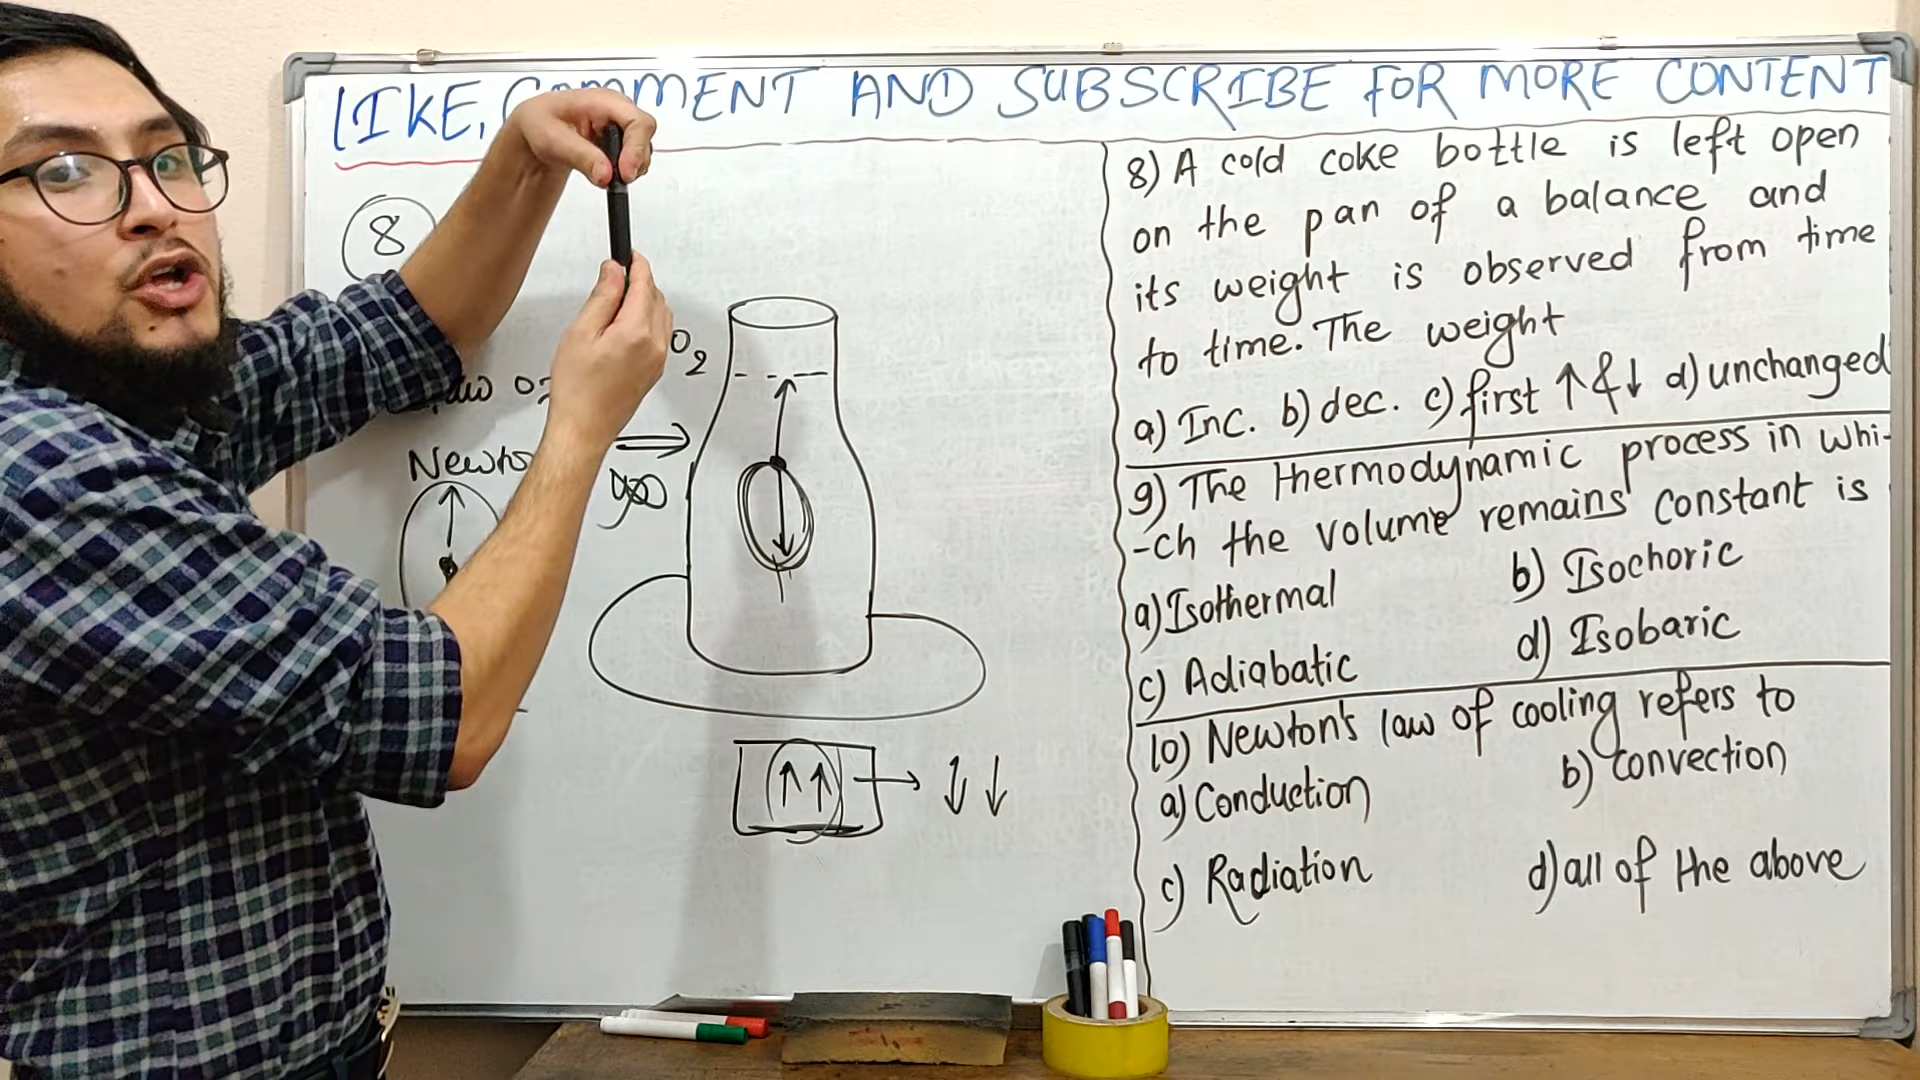 LIKE, COMMENT AND SUBSCRIBE FOR MORE CONTENT
8
O2
Newto
8) A cold coke bottle is left open
on the pan of a balance and
its weight is observed from time
to time. The weight
a) Inc. b) dec. c) first ↑ & ↓ d) unchanged
9) The thermodynamic process in whi-
-ch the volume remains constant is
a) Isothermal b) Isochoric
c) Adiabatic d) Isobaric
10) Newton's law of cooling refers to
a) Conduction b) Convection
c) Radiation d) all of the above